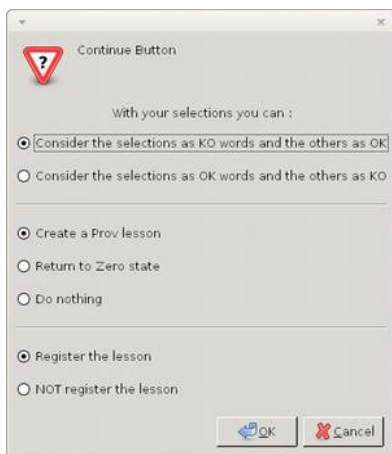 ?
Continue Button
With your selections you can :
Consider the selections as KO words and the others as OK
Consider the selections as OK words and the others as KO
Create a Prov lesson
Return to Zero state
Do nothing
Register the lesson
NOT register the lesson
OK Cancel